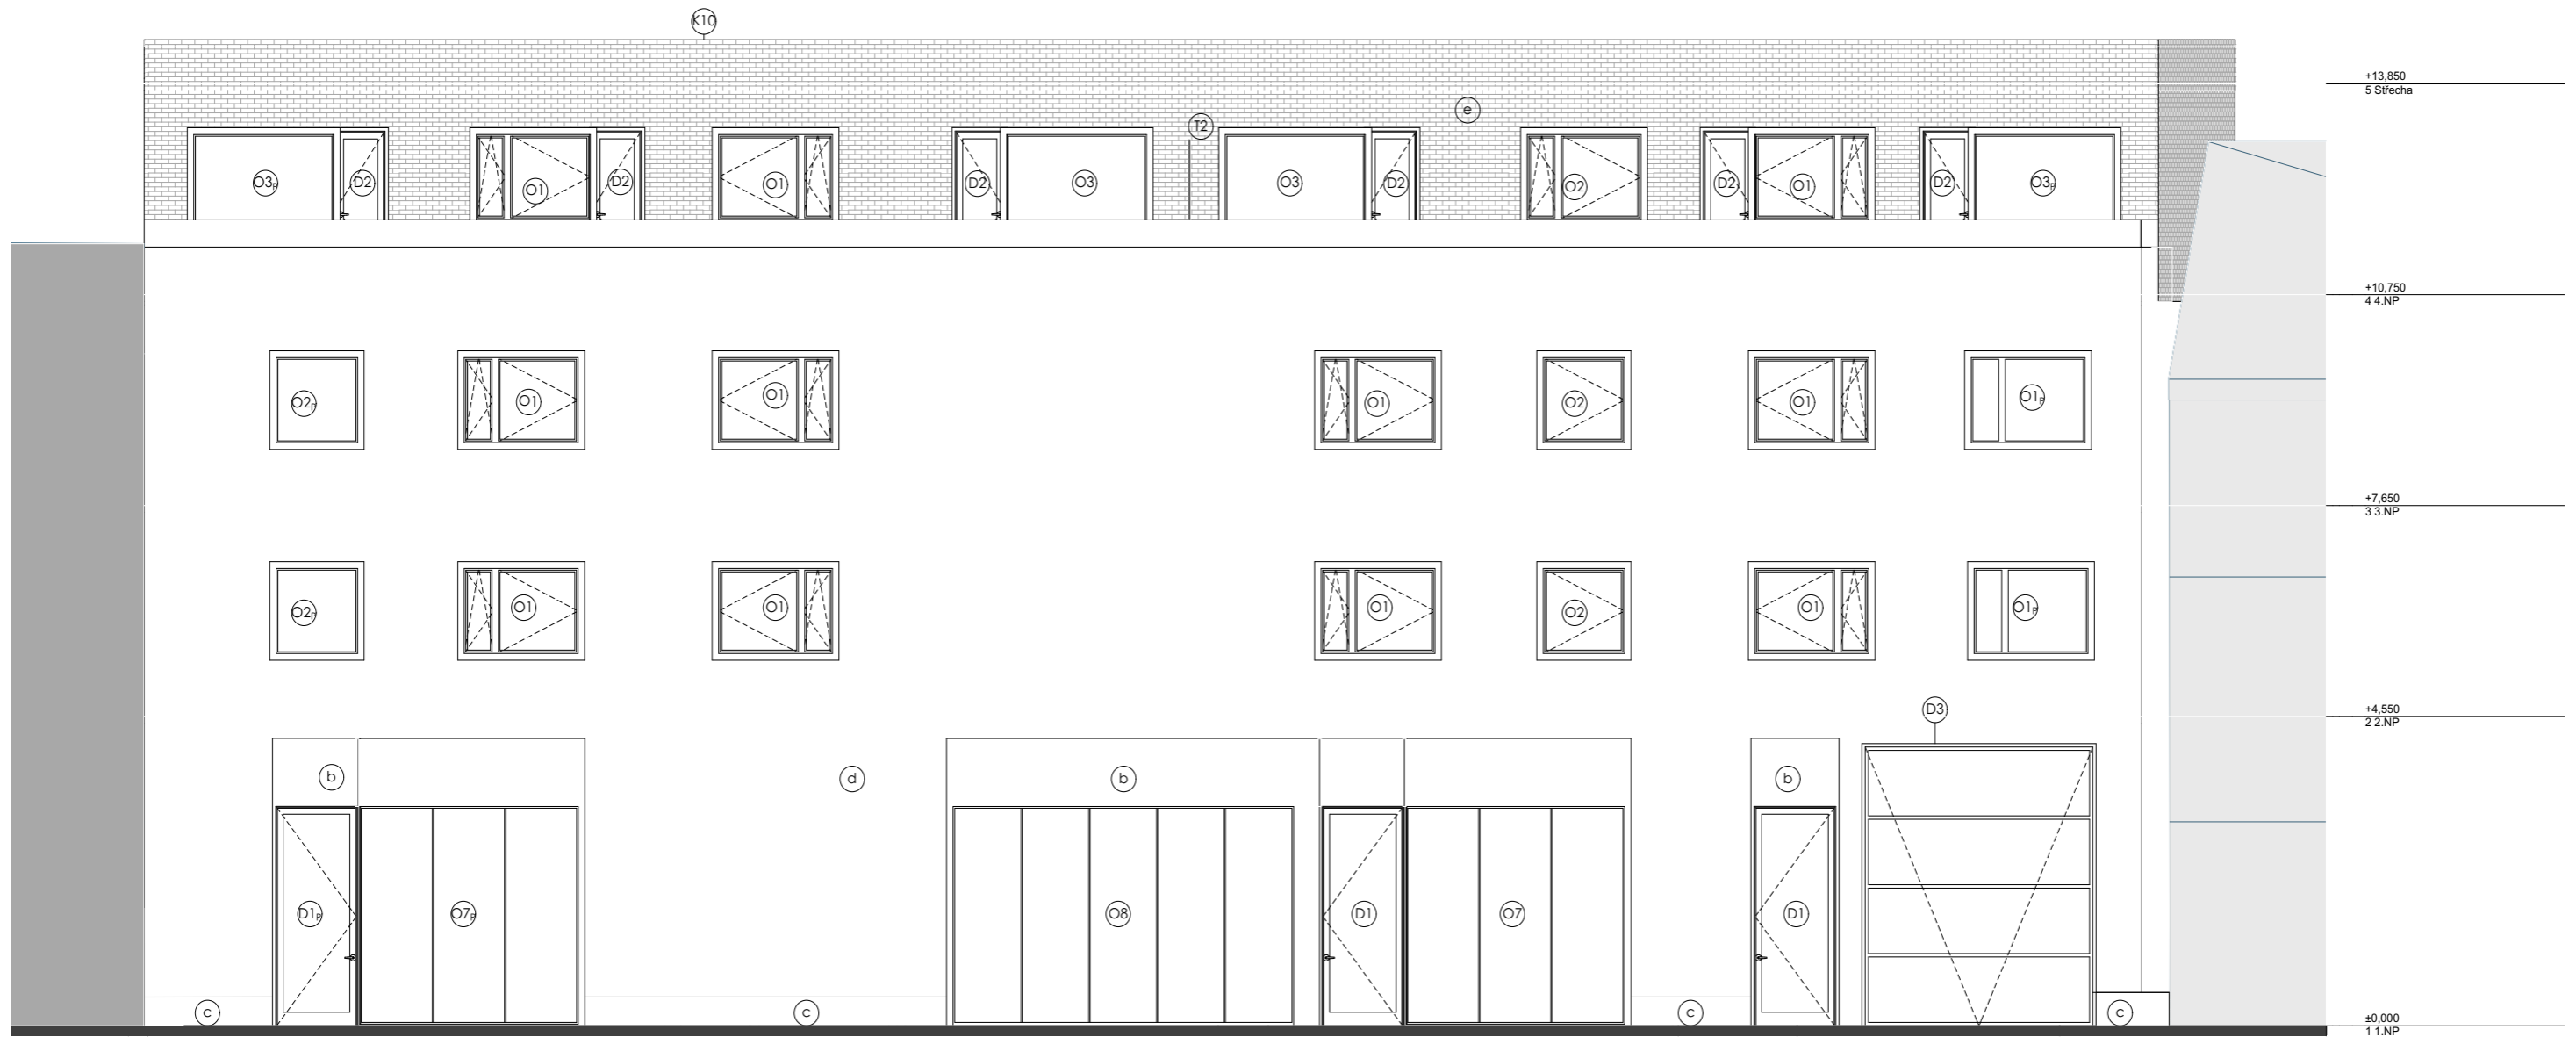 K10
+13,850
5 Střecha
e
T2
O3P
D2
O1
D2
O1
D2
O3
O3
D2
O2
D2
O1
D2
O3P
+10,750
4 4.NP
O2P
O1
O1
O1
O2
O1
O1P
+7,650
3 3.NP
O2P
O1
O1
O1
O2
O1
O1P
D3
+4,550
2 2.NP
b
d
b
b
D1P
O7P
O8
D1
O7
D1
c
c
c
c
±0,000
1 1.NP